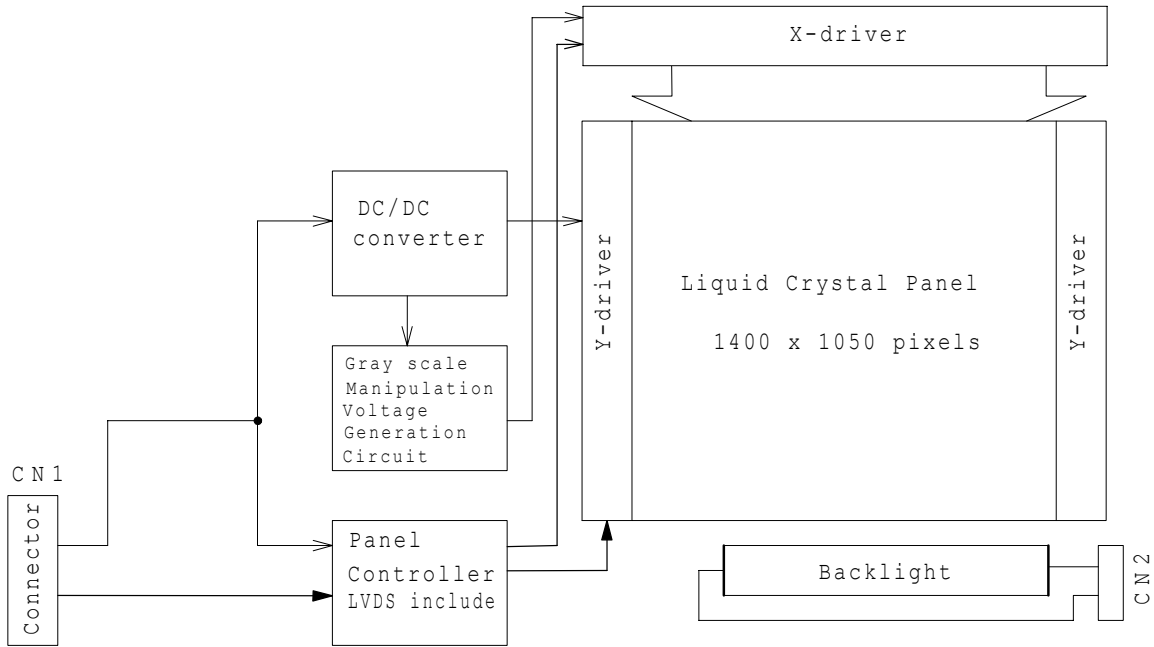 X-driver
DC/DC
converter
Y-driver
Liquid Crystal Panel
1400 x 1050 pixels
Y-driver
Gray scale
Manipulation
Voltage
Generation
Circuit
CN1
Connector
Panel
Controller
LVDS include
Backlight
CN2